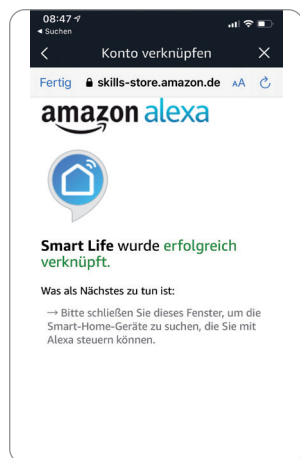 08:47
Suchen
Konto verknüpfen
Fertig skills-store.amazon.de AA
amazon alexa
Smart Life wurde erfolgreich
verknüpft.
Was als Nächstes zu tun ist:
→ Bitte schließen Sie dieses Fenster, um die
Smart-Home-Geräte zu suchen, die Sie mit
Alexa steuern können.